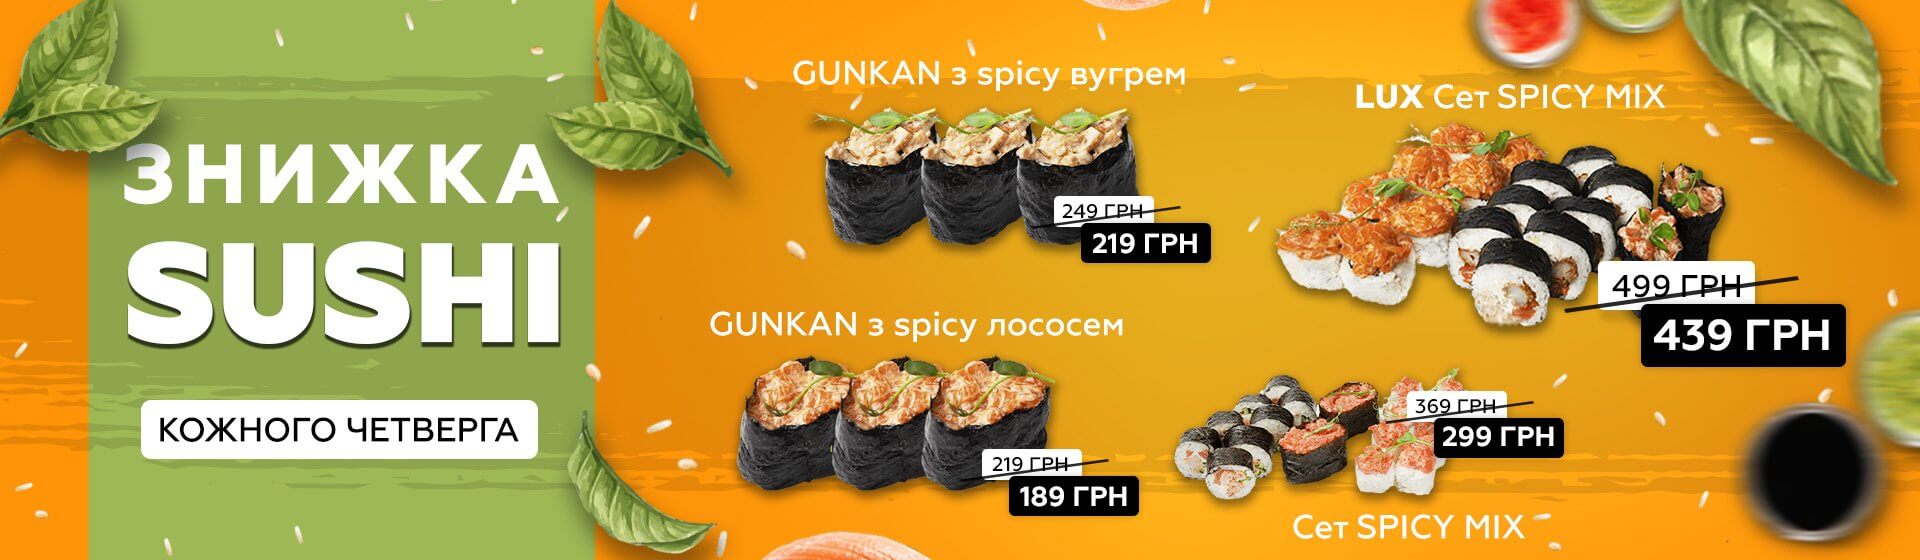 ЗНИЖКА
SUSHI
КОЖНОГО ЧЕТВЕРГА
GUNKAN з spicy вугрем
249 ГРН
219 ГРН
GUNKAN з spicy лососем
219 ГРН
189 ГРН
LUX Сет SPICY MIX
499 ГРН
439 ГРН
369 ГРН
299 ГРН
Сет SPICY MIX